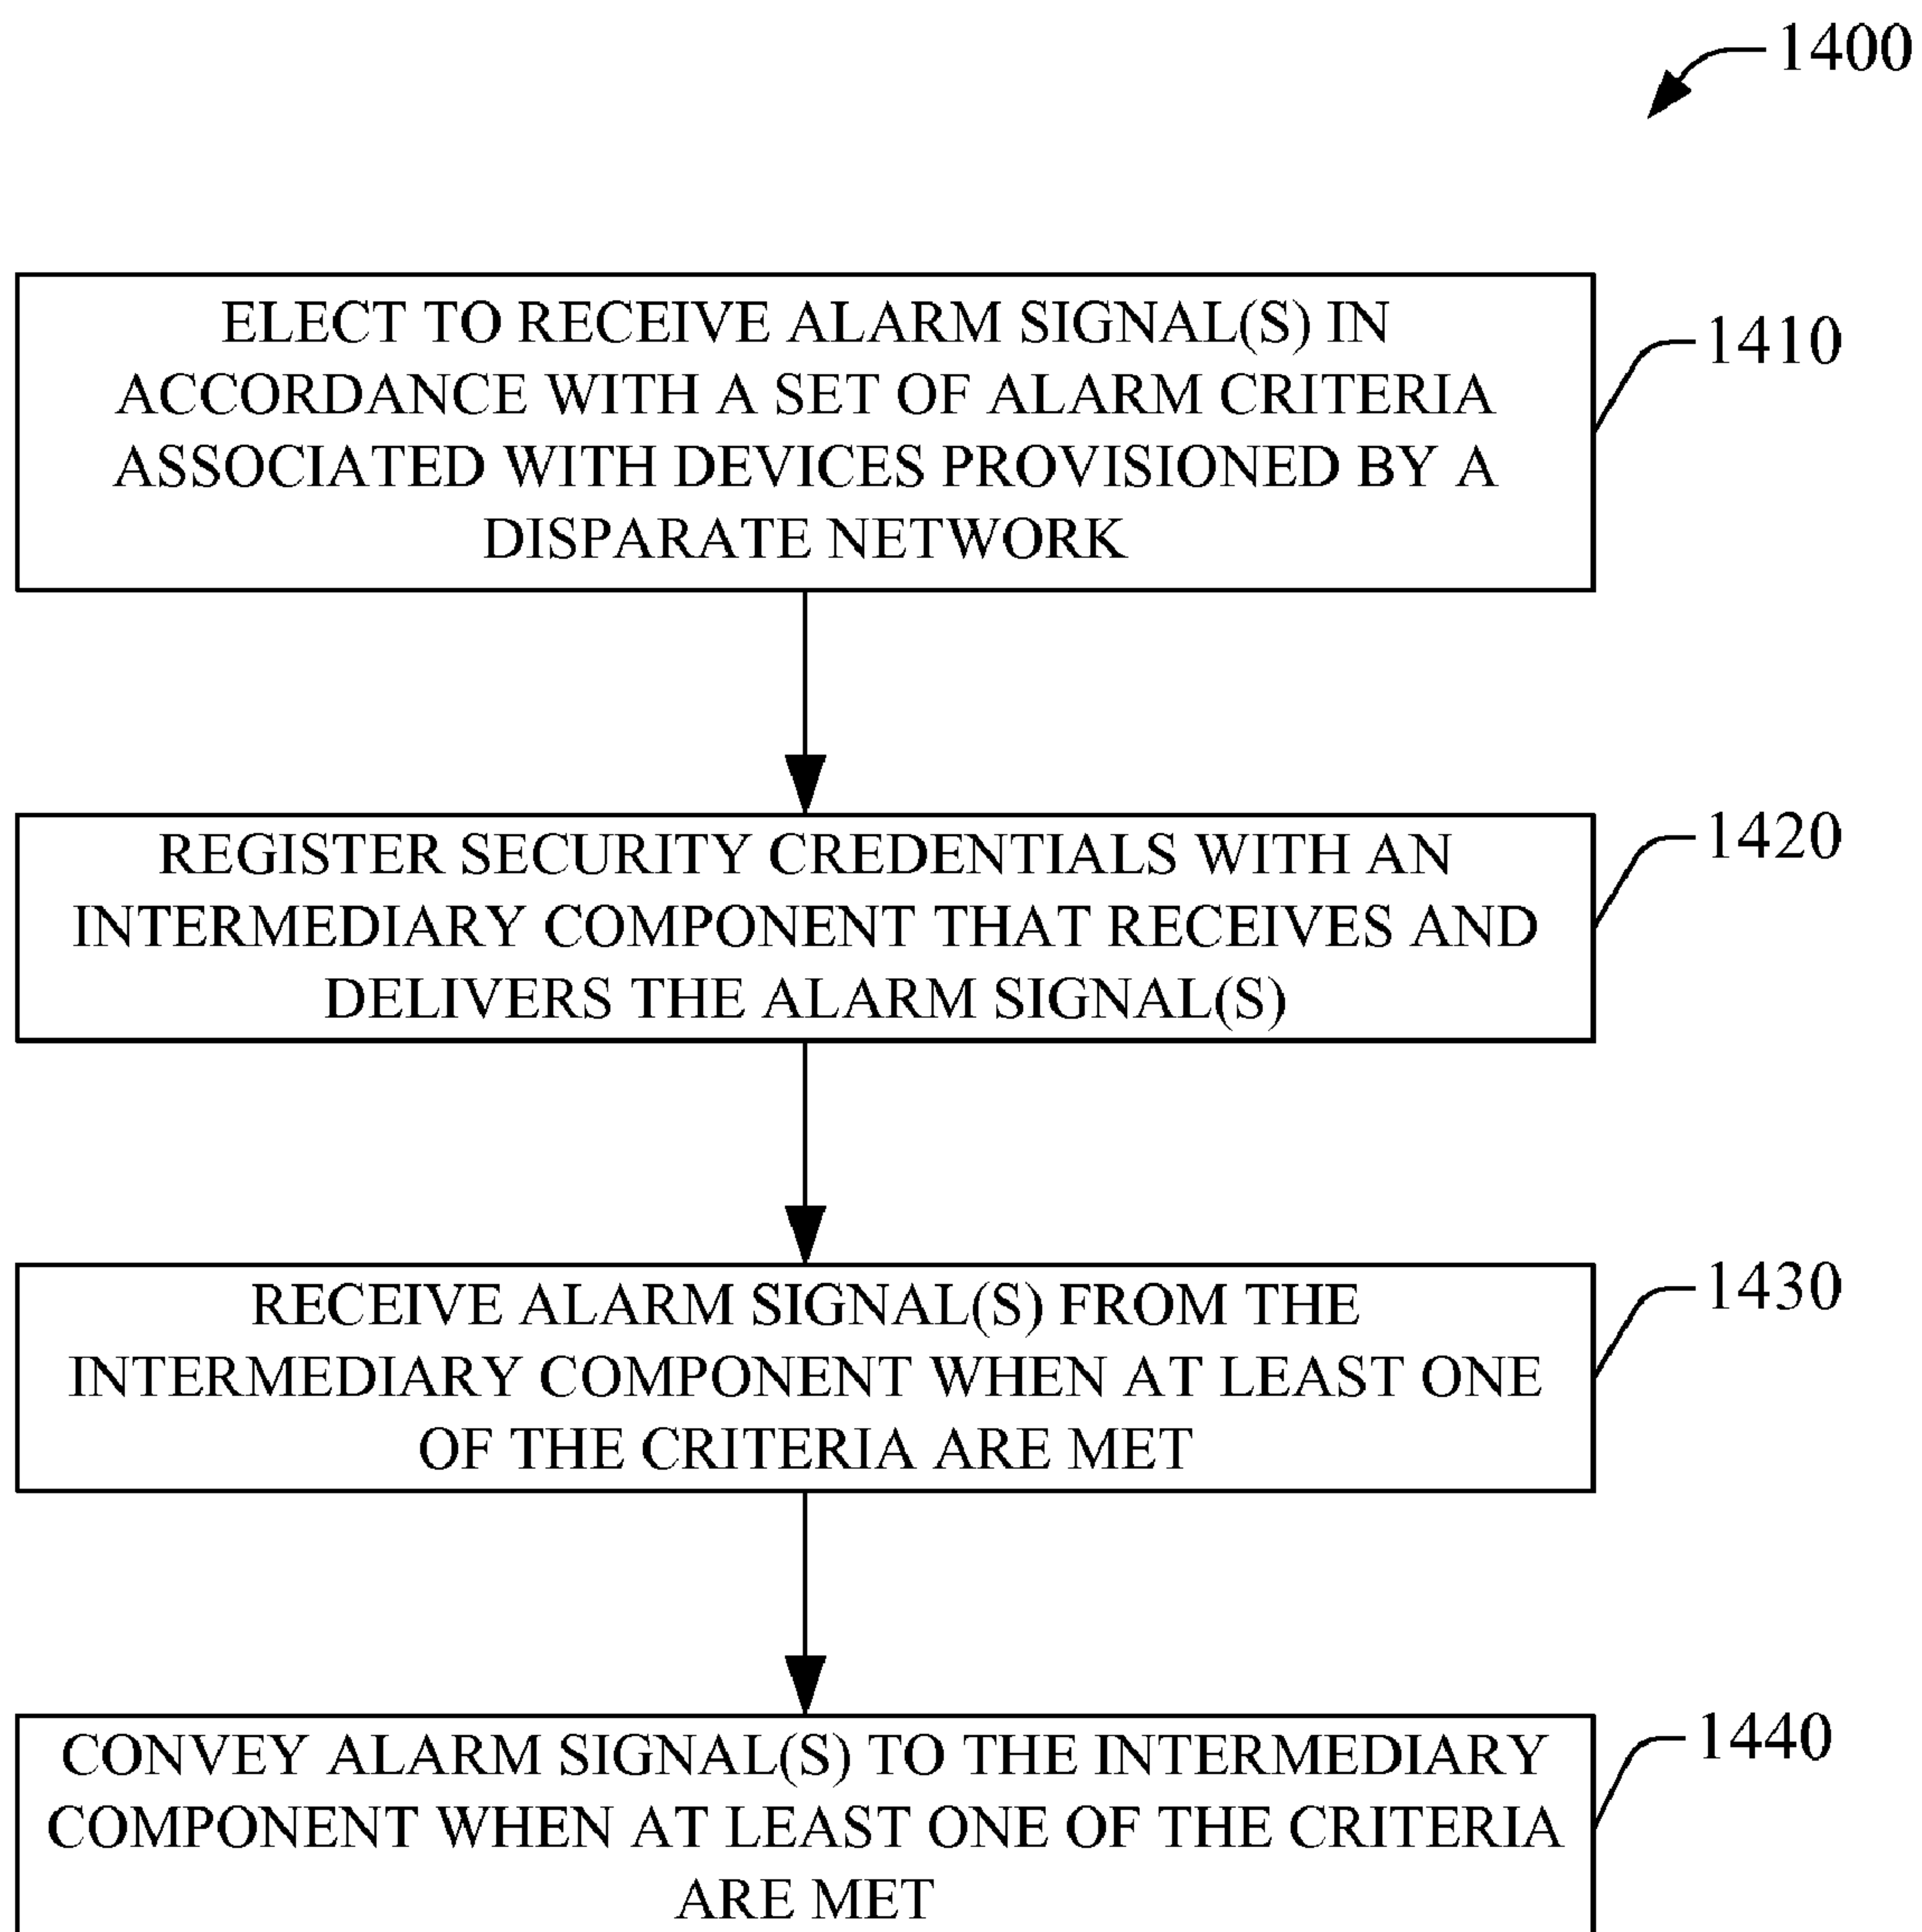 1400
ELECT TO RECEIVE ALARM SIGNAL(S) IN
ACCORDANCE WITH A SET OF ALARM CRITERIA
ASSOCIATED WITH DEVICES PROVISIONED BY A
DISPARATE NETWORK
1410
REGISTER SECURITY CREDENTIALS WITH AN
INTERMEDIARY COMPONENT THAT RECEIVES AND
DELIVERS THE ALARM SIGNAL(S)
1420
RECEIVE ALARM SIGNAL(S) FROM THE
INTERMEDIARY COMPONENT WHEN AT LEAST ONE
OF THE CRITERIA ARE MET
1430
CONVEY ALARM SIGNAL(S) TO THE INTERMEDIARY
COMPONENT WHEN AT LEAST ONE OF THE CRITERIA
ARE MET
1440